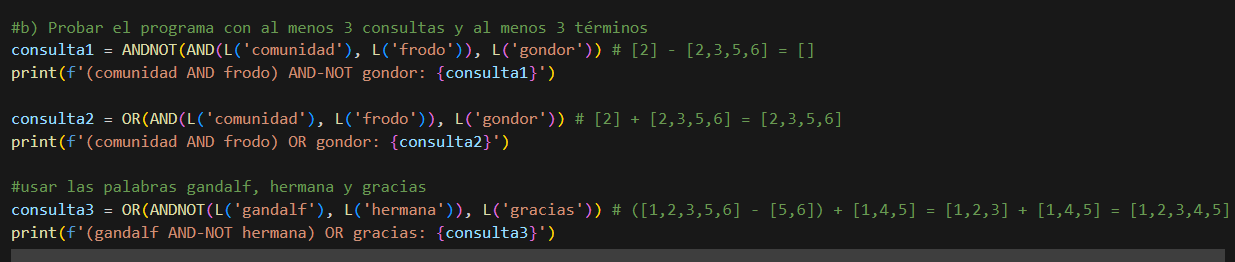 #b) Probar el programa con al menos 3 consultas y al menos 3 términos
consulta1 = ANDNOT(AND(L('comunidad'), L('frodo')), L('gondor')) # [2] - [2,3,5,6] = []
print(f'(comunidad AND frodo) AND-NOT gondor: {consulta1}')
consulta2 = OR(AND(L('comunidad'), L('frodo')), L('gondor')) # [2] + [2,3,5,6] = [2,3,5,6]
print(f'(comunidad AND frodo) OR gondor: {consulta2}')
#usar las palabras gandalf, hermana y gracias
consulta3 = OR(ANDNOT(L('gandalf'), L('hermana')), L('gracias')) # ([1,2,3,5,6] - [5,6]) + [1,4,5] = [1,2,3] + [1,4,5] = [1,2,3,4,5]
print(f'(gandalf AND-NOT hermana) OR gracias: {consulta3}')